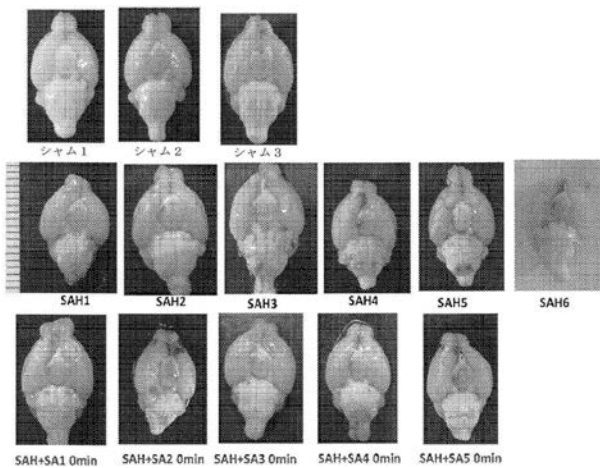 シャム1 シャム2 シャム3
SAH1 SAH2 SAH3 SAH4 SAH5 SAH6
SAH+SA1 0min SAH+SA2 0min SAH+SA3 0min SAH+SA4 0min SAH+SA5 0min